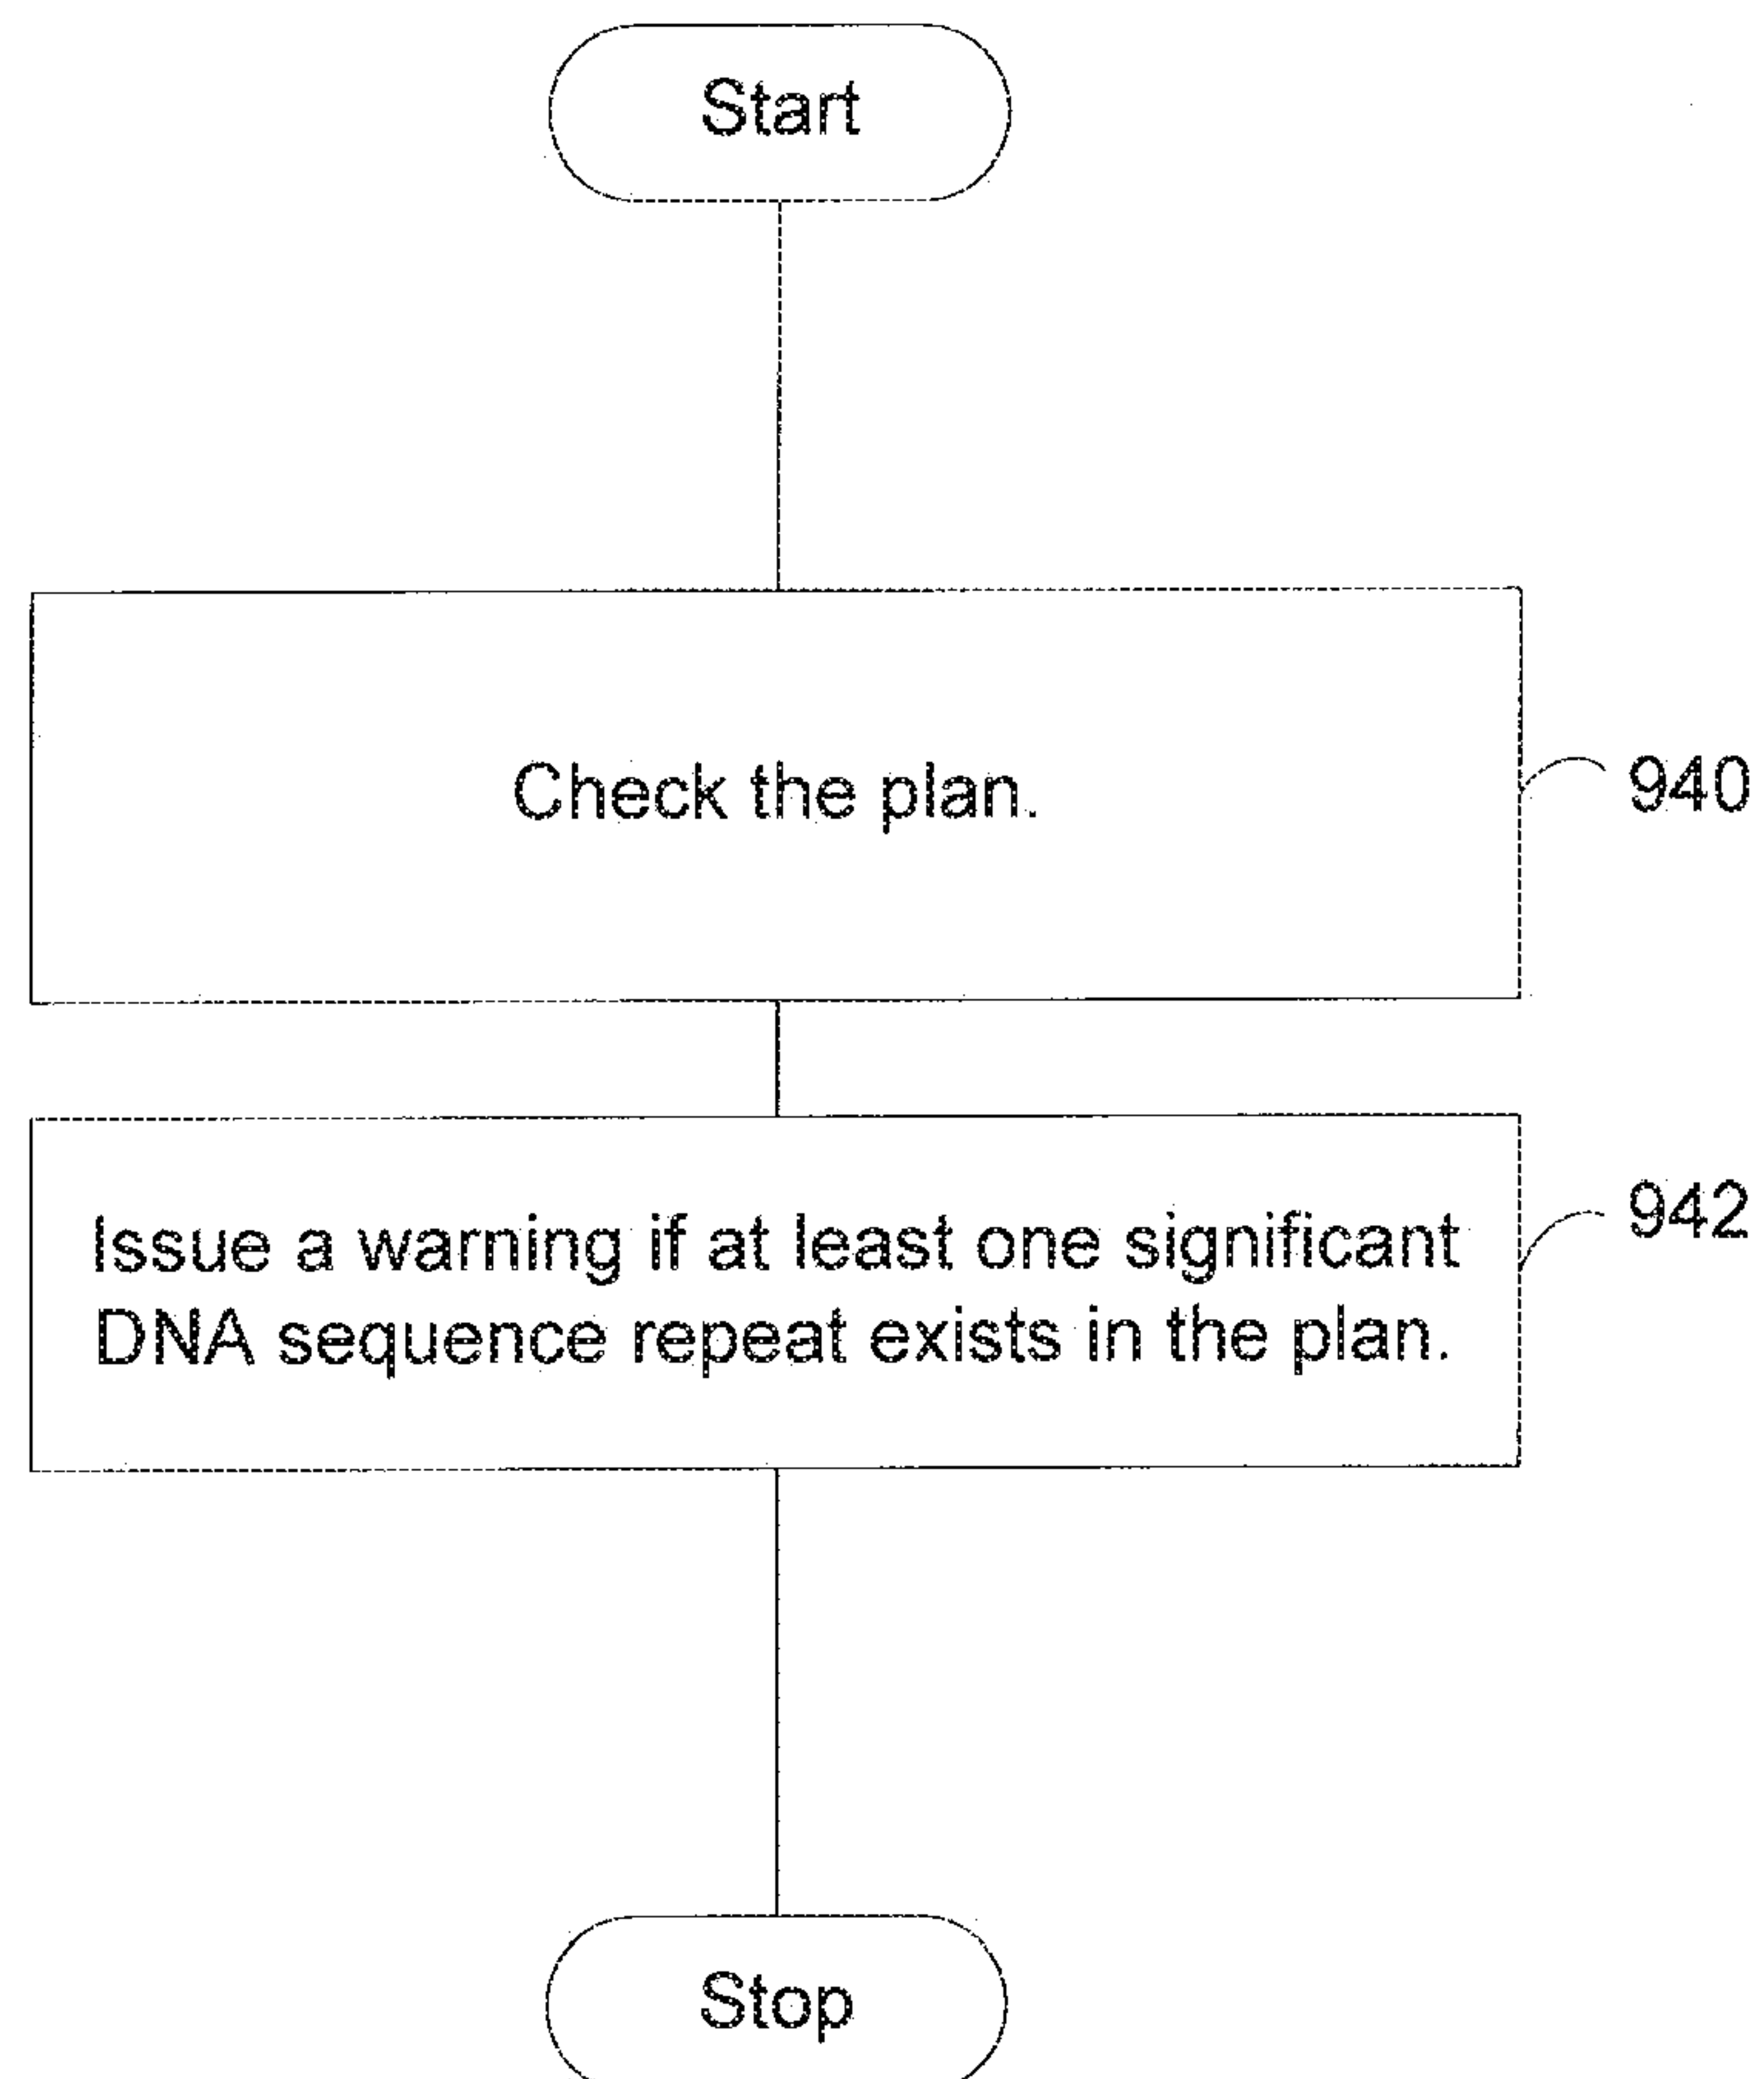 Start
Check the plan.
940
Issue a warning if at least one significant
DNA sequence repeat exists in the plan.
942
Stop